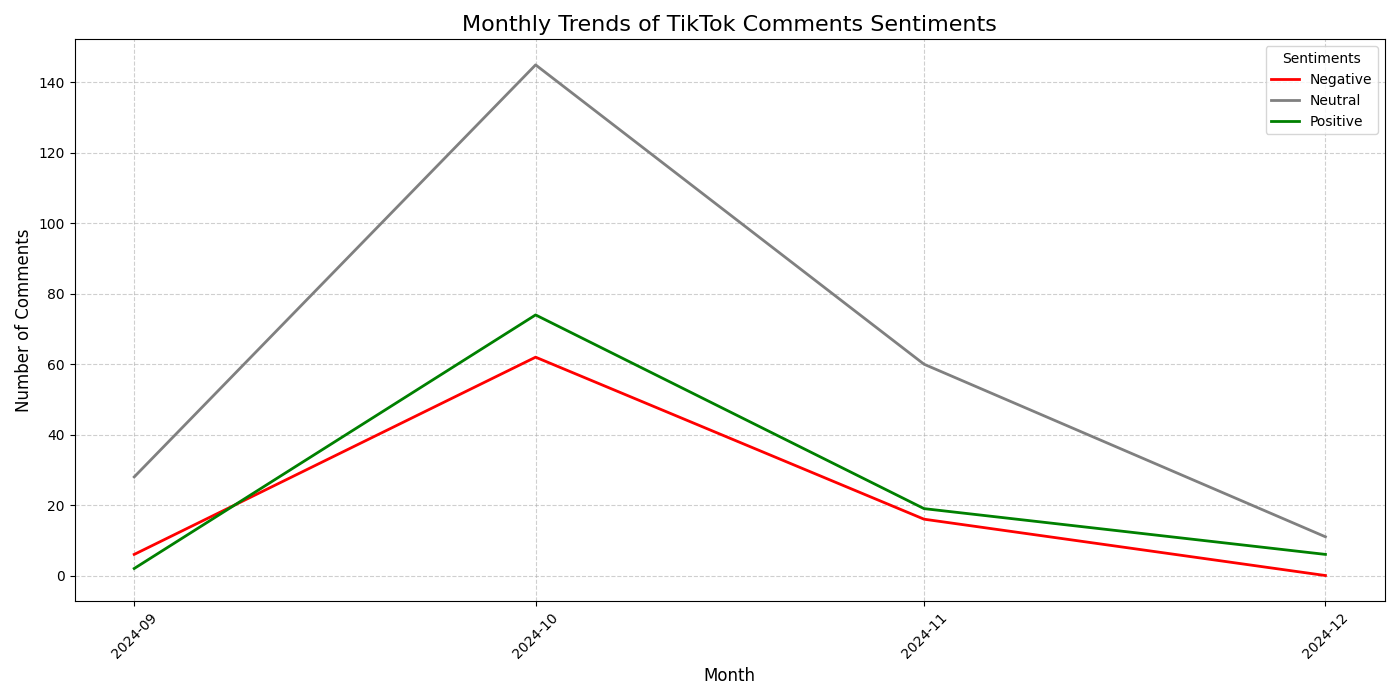 Monthly Trends of TikTok Comments Sentiments
Sentiments
Negative
Neutral
Positive
Number of Comments
140
120
100
80
60
40
20
0
2024-09
2024-10
2024-11
2024-12
Month